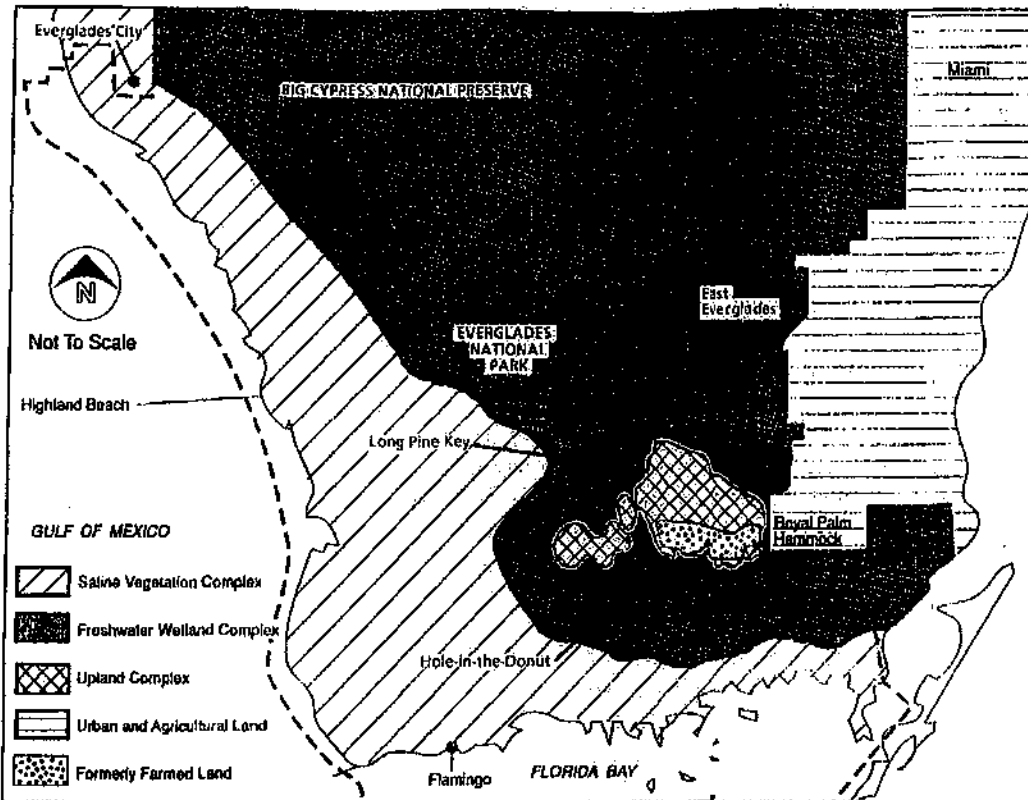 Everglades City
Miami
BIG CYPRESS NATIONAL PRESERVE
N
Not To Scale
East
Everglades
EVERGLADES
NATIONAL
PARK
Highland Beach
Long Pine Key
GULF OF MEXICO
Royal Palm
Hammock
Saline Vegetation Complex
Freshwater Wetland Complex
Hole-in-the-Donut
Upland Complex
Urban and Agricultural Land
Formerly Farmed Land
Flamingo
FLORIDA BAY